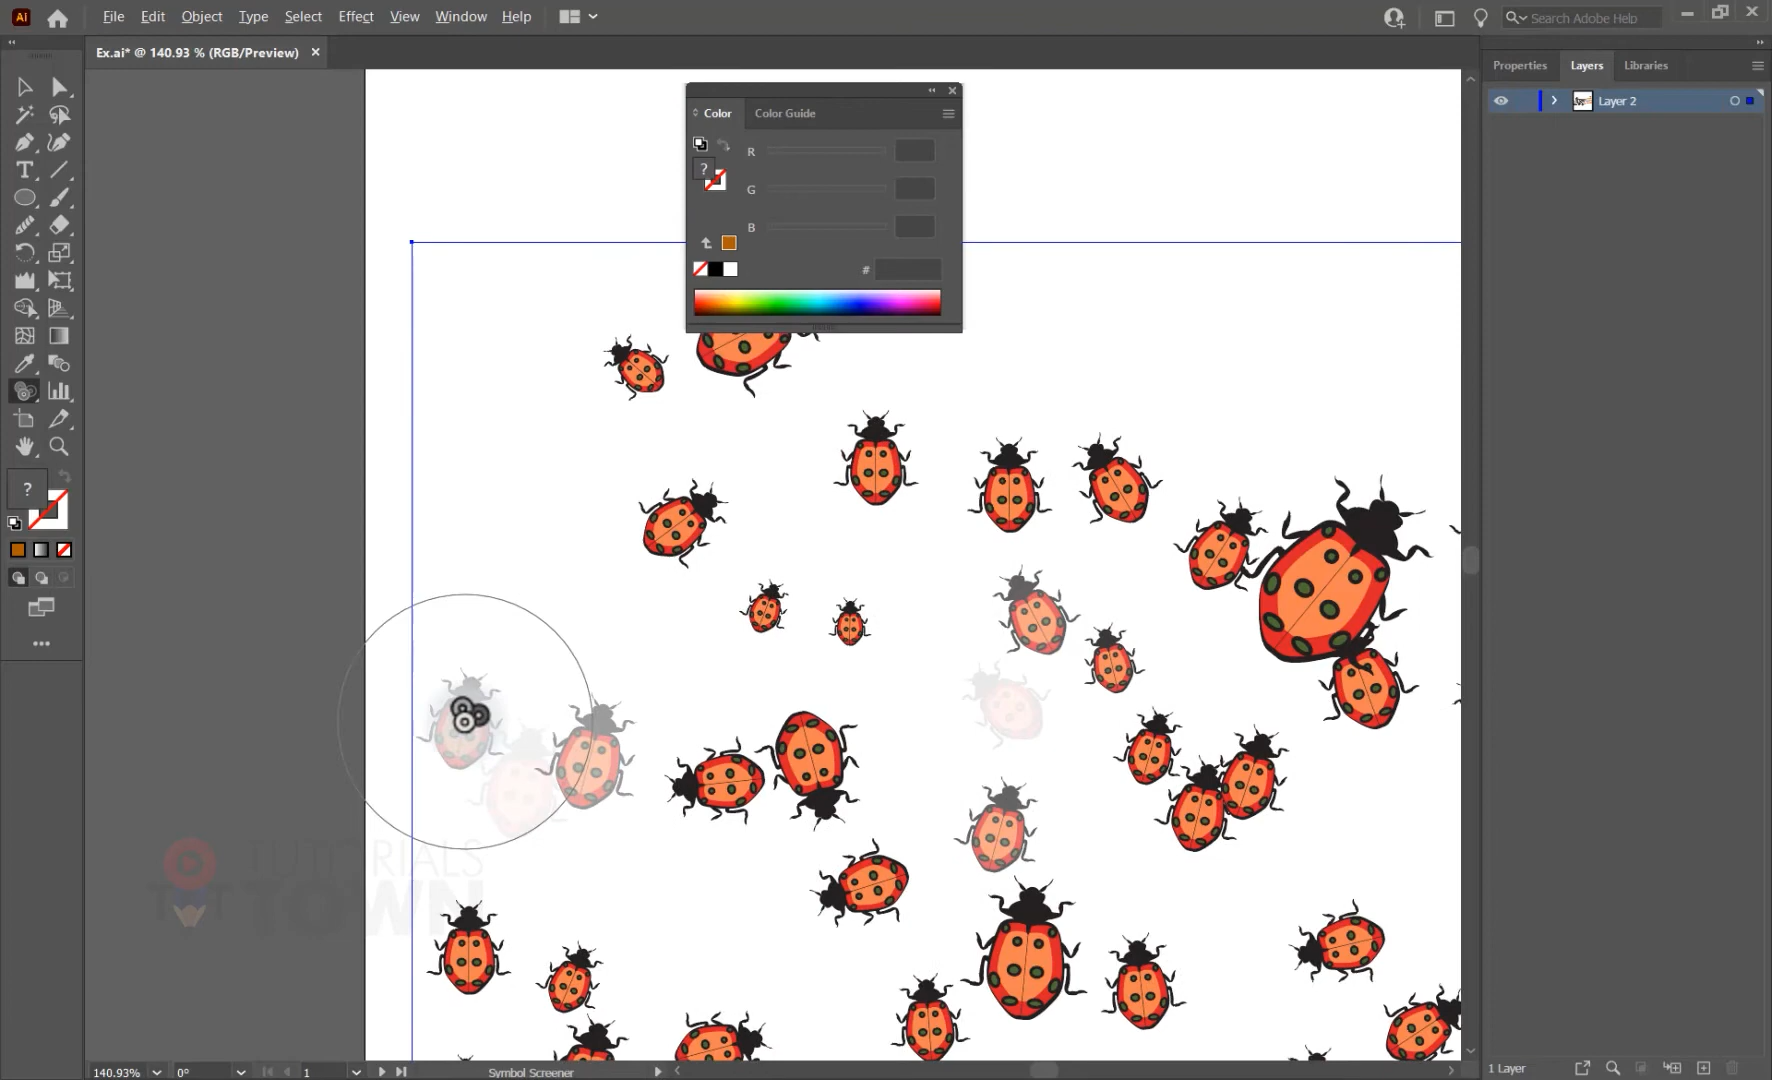 Ai File Edit Object Type Select Effect View Window Help Search Adobe Help
Ex.ai* @ 140.93 % (RGB/Preview) ×
Properties Layers Libraries
Layer 2
Color Color Guide
R
?
G
B
#
?
TUTORIALS
TOWN
140.93% 0° 1 Symbol Screener
1 Layer